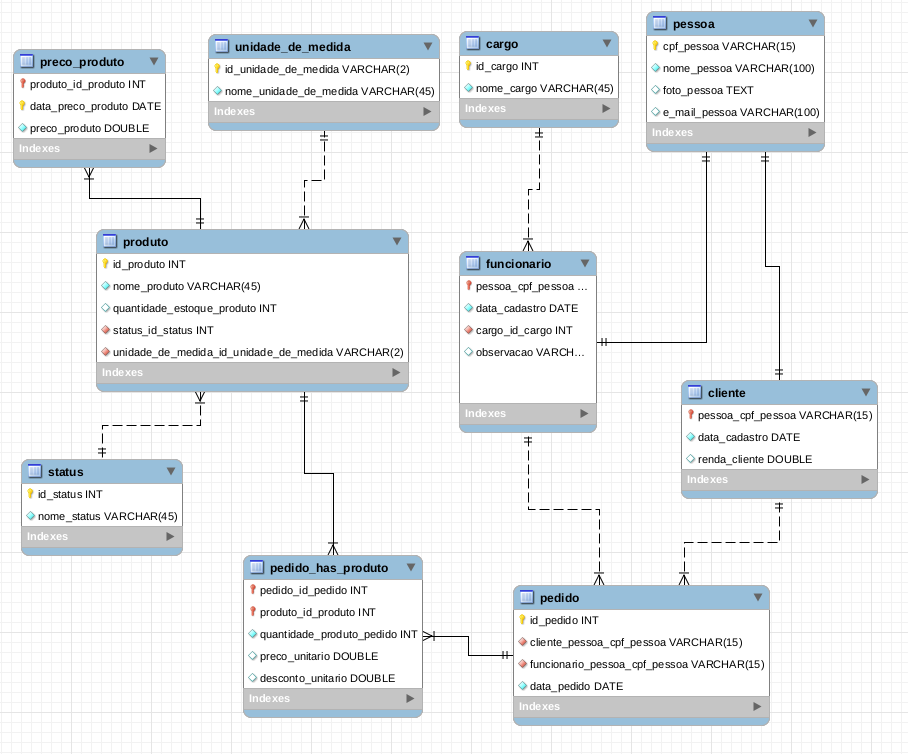 preco_produto
produto_id_produto INT
data_preco_produto DATE
preco_produto DOUBLE
Indexes
unidade_de_medida
id_unidade_de_medida VARCHAR(2)
nome_unidade_de_medida VARCHAR(45)
Indexes
cargo
id_cargo INT
nome_cargo VARCHAR(45)
Indexes
pessoa
cpf_pessoa VARCHAR(15)
nome_pessoa VARCHAR(100)
foto_pessoa TEXT
e_mail_pessoa VARCHAR(100)
Indexes
produto
id_produto INT
nome_produto VARCHAR(45)
quantidade_estoque_produto INT
status_id_status INT
unidade_de_medida_id_unidade_de_medida VARCHAR(2)
Indexes
funcionario
pessoa_cpf_pessoa ...
data_cadastro DATE
cargo_id_cargo INT
observacao VARCH...
Indexes
cliente
pessoa_cpf_pessoa VARCHAR(15)
data_cadastro DATE
renda_cliente DOUBLE
Indexes
status
id_status INT
nome_status VARCHAR(45)
Indexes
pedido_has_produto
pedido_id_pedido INT
produto_id_produto INT
quantidade_produto_pedido INT
preco_unitario DOUBLE
desconto_unitario DOUBLE
Indexes
pedido
id_pedido INT
cliente_pessoa_cpf_pessoa VARCHAR(15)
funcionario_pessoa_cpf_pessoa VARCHAR(15)
data_pedido DATE
Indexes